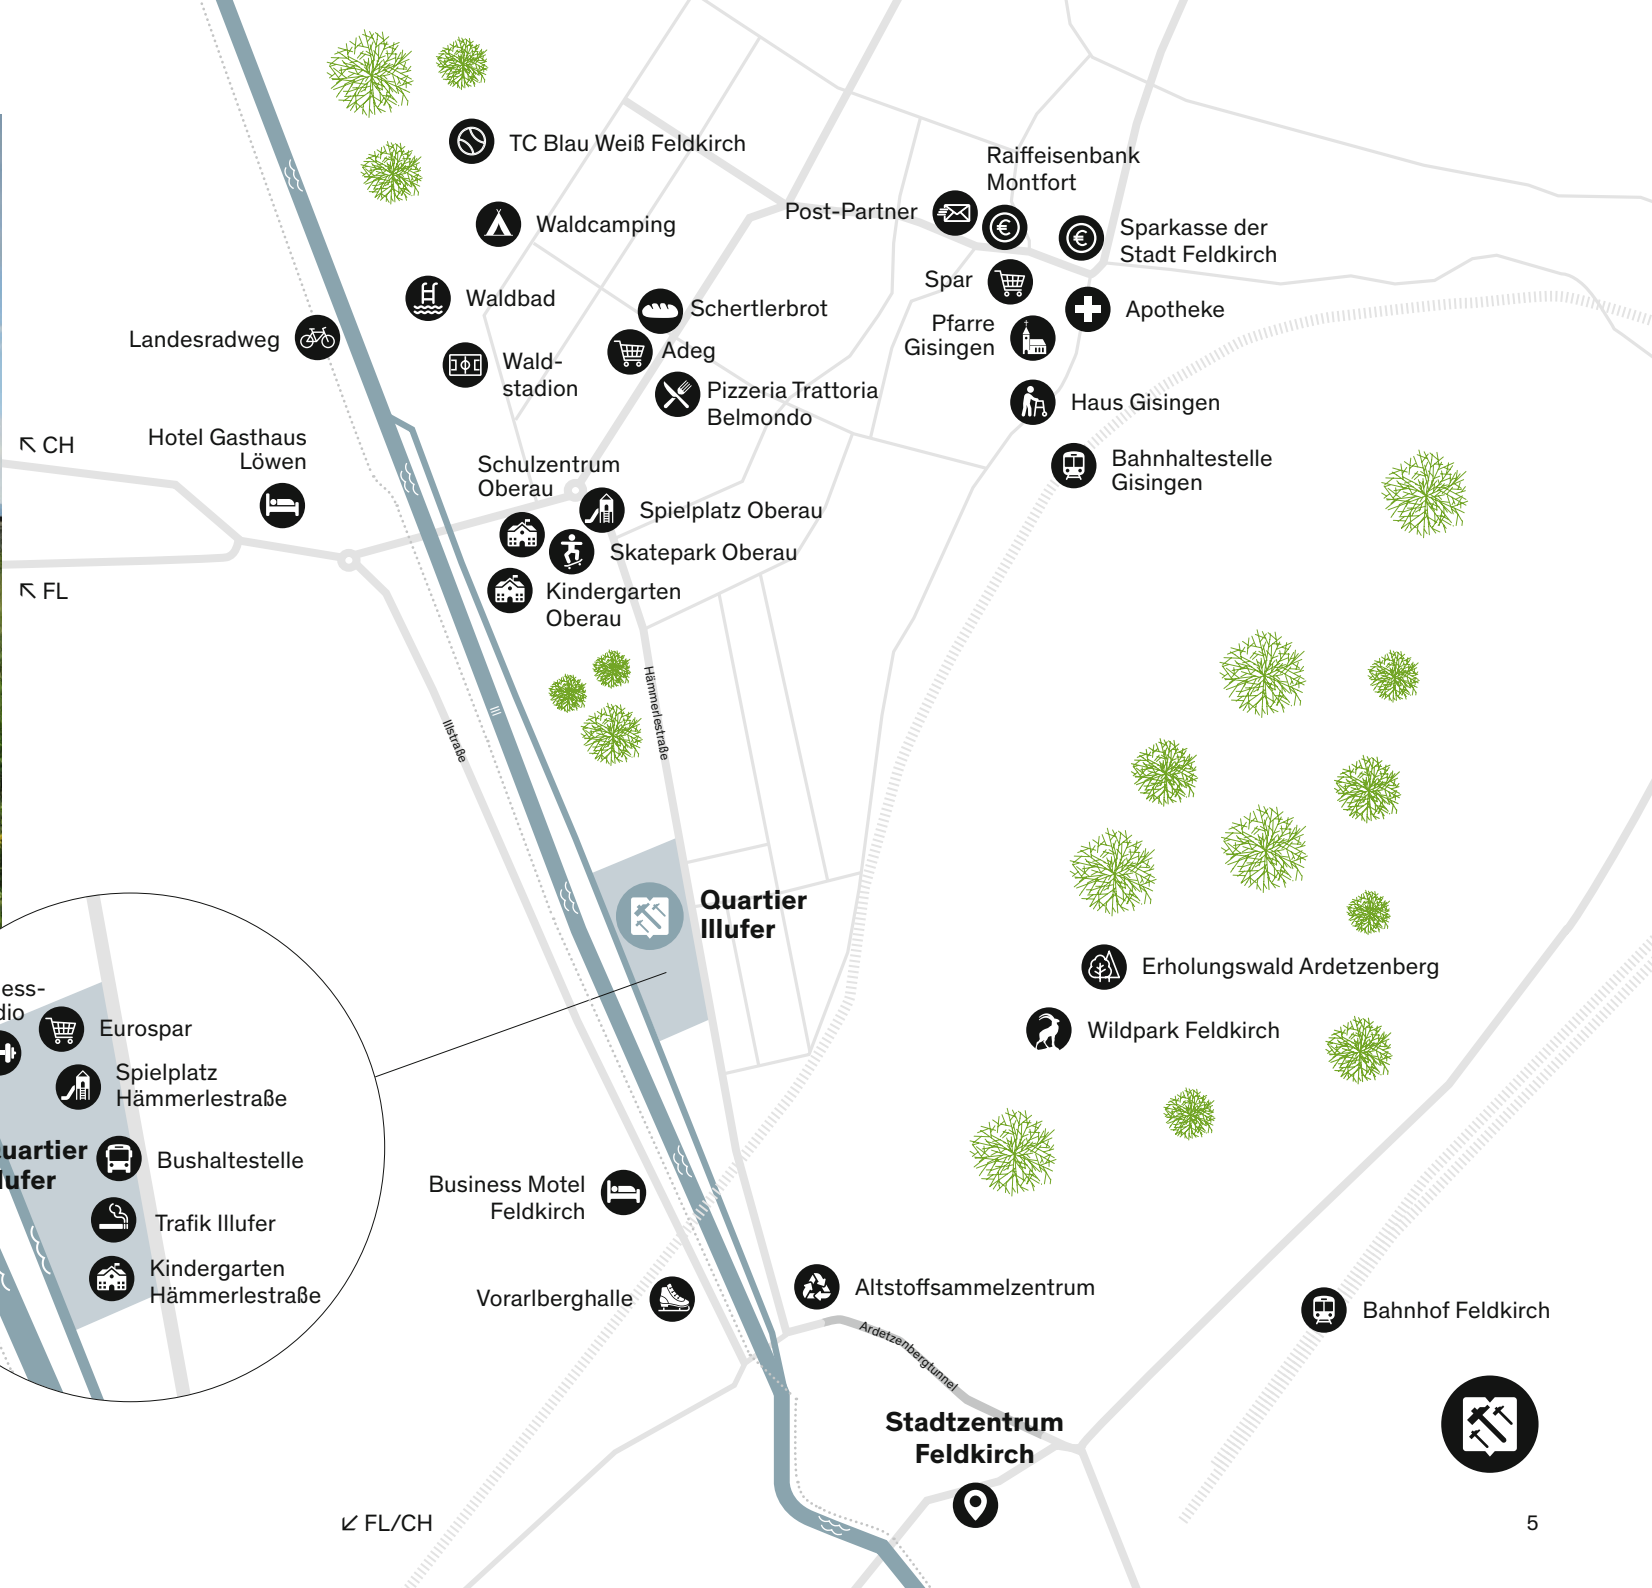 TC Blau Weiß Feldkirch
Waldcamping
Waldbad
Landesradweg
Wald-
stadion
Schertlerbrot
Adeg
Pizzeria Trattoria
Belmondo
Post-Partner
Raiffeisenbank
Montfort
Sparkasse der
Stadt Feldkirch
Spar
Apotheke
Pfarre
Gisingen
Haus Gisingen
Bahnhaltestelle
Gisingen
↖ CH
Hotel Gasthaus
Löwen
↖ FL
Schulzentrum
Oberau
Spielplatz Oberau
Skatepark Oberau
Kindergarten
Oberau
Hämmerlestraße
Illstraße
Ill
Quartier
Illufer
Erholungswald Ardetzenberg
Wildpark Feldkirch
ess-
dio
Eurospar
Spielplatz
Hämmerlestraße
uartier
lufer
Bushaltestelle
Trafik Illufer
Kindergarten
Hämmerlestraße
Business Motel
Feldkirch
Vorarlberghalle
Altstoffsammelzentrum
Ardetzenbergtunnel
Bahnhof Feldkirch
Stadtzentrum
Feldkirch
↙ FL/CH
5